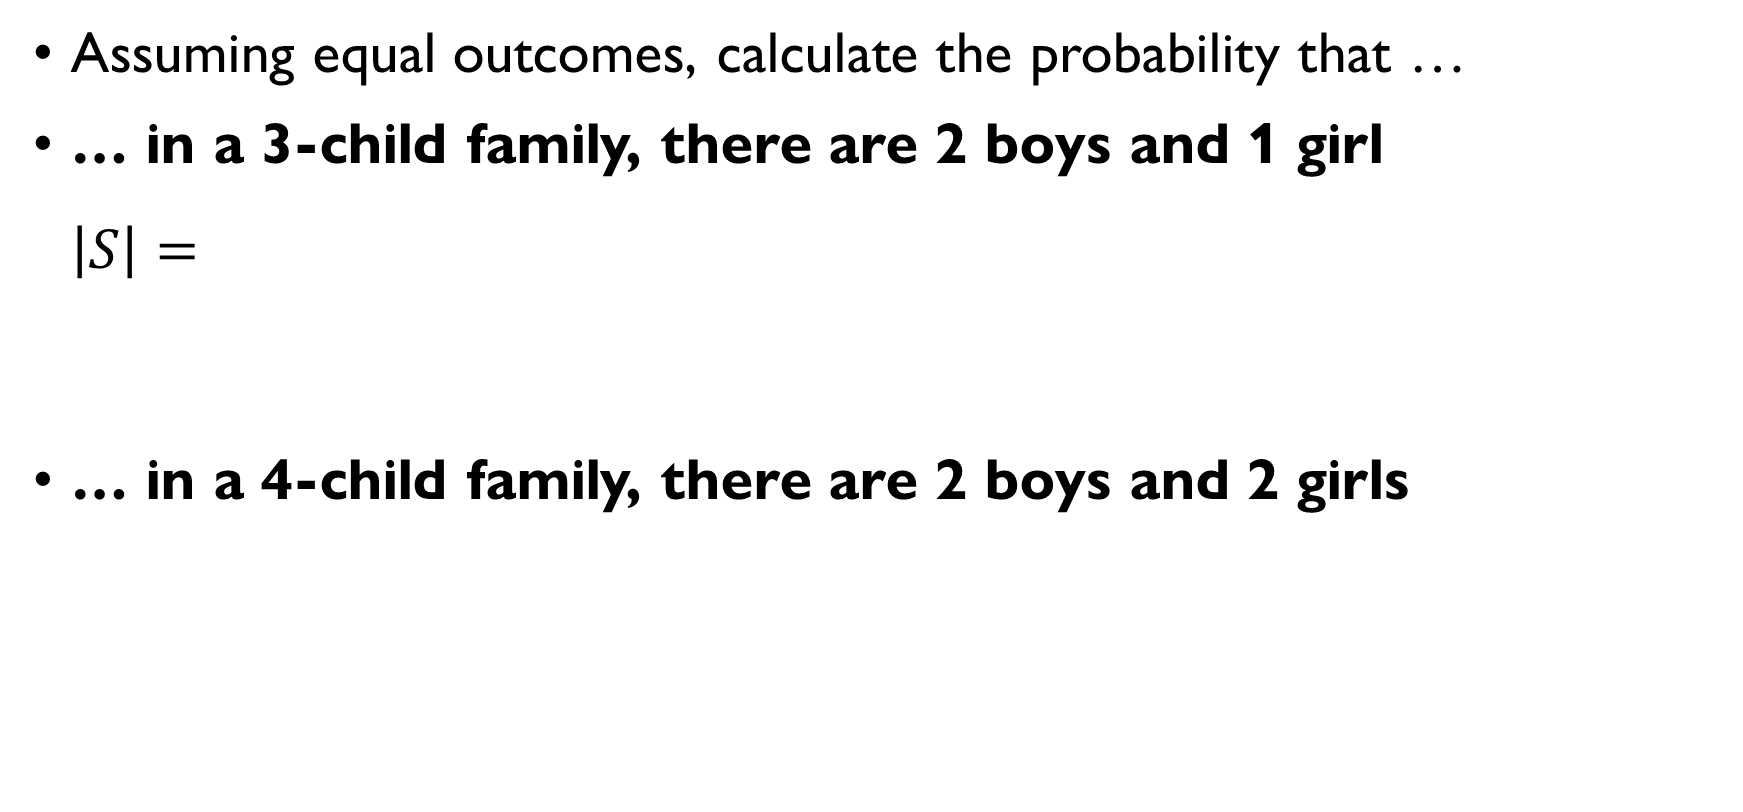 • Assuming equal outcomes, calculate the probability that …
• … in a 3-child family, there are 2 boys and 1 girl
|S| =
• … in a 4-child family, there are 2 boys and 2 girls